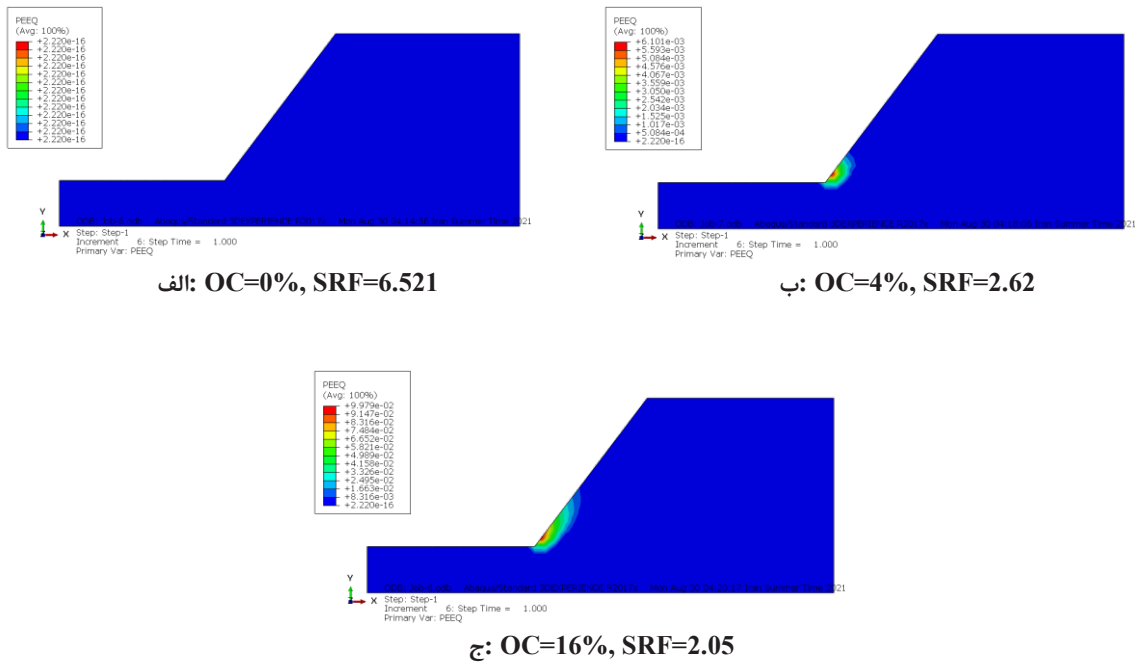 PEEQ
(Avg: 100%)
+2.220e-16
+2.220e-16
+2.220e-16
+2.220e-16
+2.220e-16
+2.220e-16
+2.220e-16
+2.220e-16
+2.220e-16
+2.220e-16
+2.220e-16
+2.220e-16
+2.220e-16
Y
Z X
2021
Step: Step-1
Increment 6: Step Time = 1.000
Primary Var: PEEQ
الف: OC=0%, SRF=6.521
PEEQ
(Avg: 100%)
+6.101e-03
+5.593e-03
+5.084e-03
+4.576e-03
+4.067e-03
+3.559e-03
+3.050e-03
+2.542e-03
+2.034e-03
+1.525e-03
+1.017e-03
+5.084e-04
+2.220e-16
Y
Z X
2021
Step: Step-1
Increment 6: Step Time = 1.000
Primary Var: PEEQ
ب: OC=4%, SRF=2.62
PEEQ
(Avg: 100%)
+9.979e-02
+9.147e-02
+8.316e-02
+7.484e-02
+6.652e-02
+5.821e-02
+4.989e-02
+4.158e-02
+3.326e-02
+2.495e-02
+1.663e-02
+8.316e-03
+2.220e-16
Y
Z X
2021
Step: Step-1
Increment 6: Step Time = 1.000
Primary Var: PEEQ
ج: OC=16%, SRF=2.05